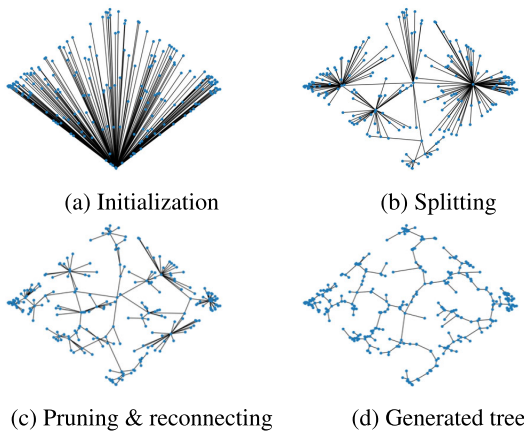 (a) Initialization
(b) Splitting
(c) Pruning & reconnecting
(d) Generated tree